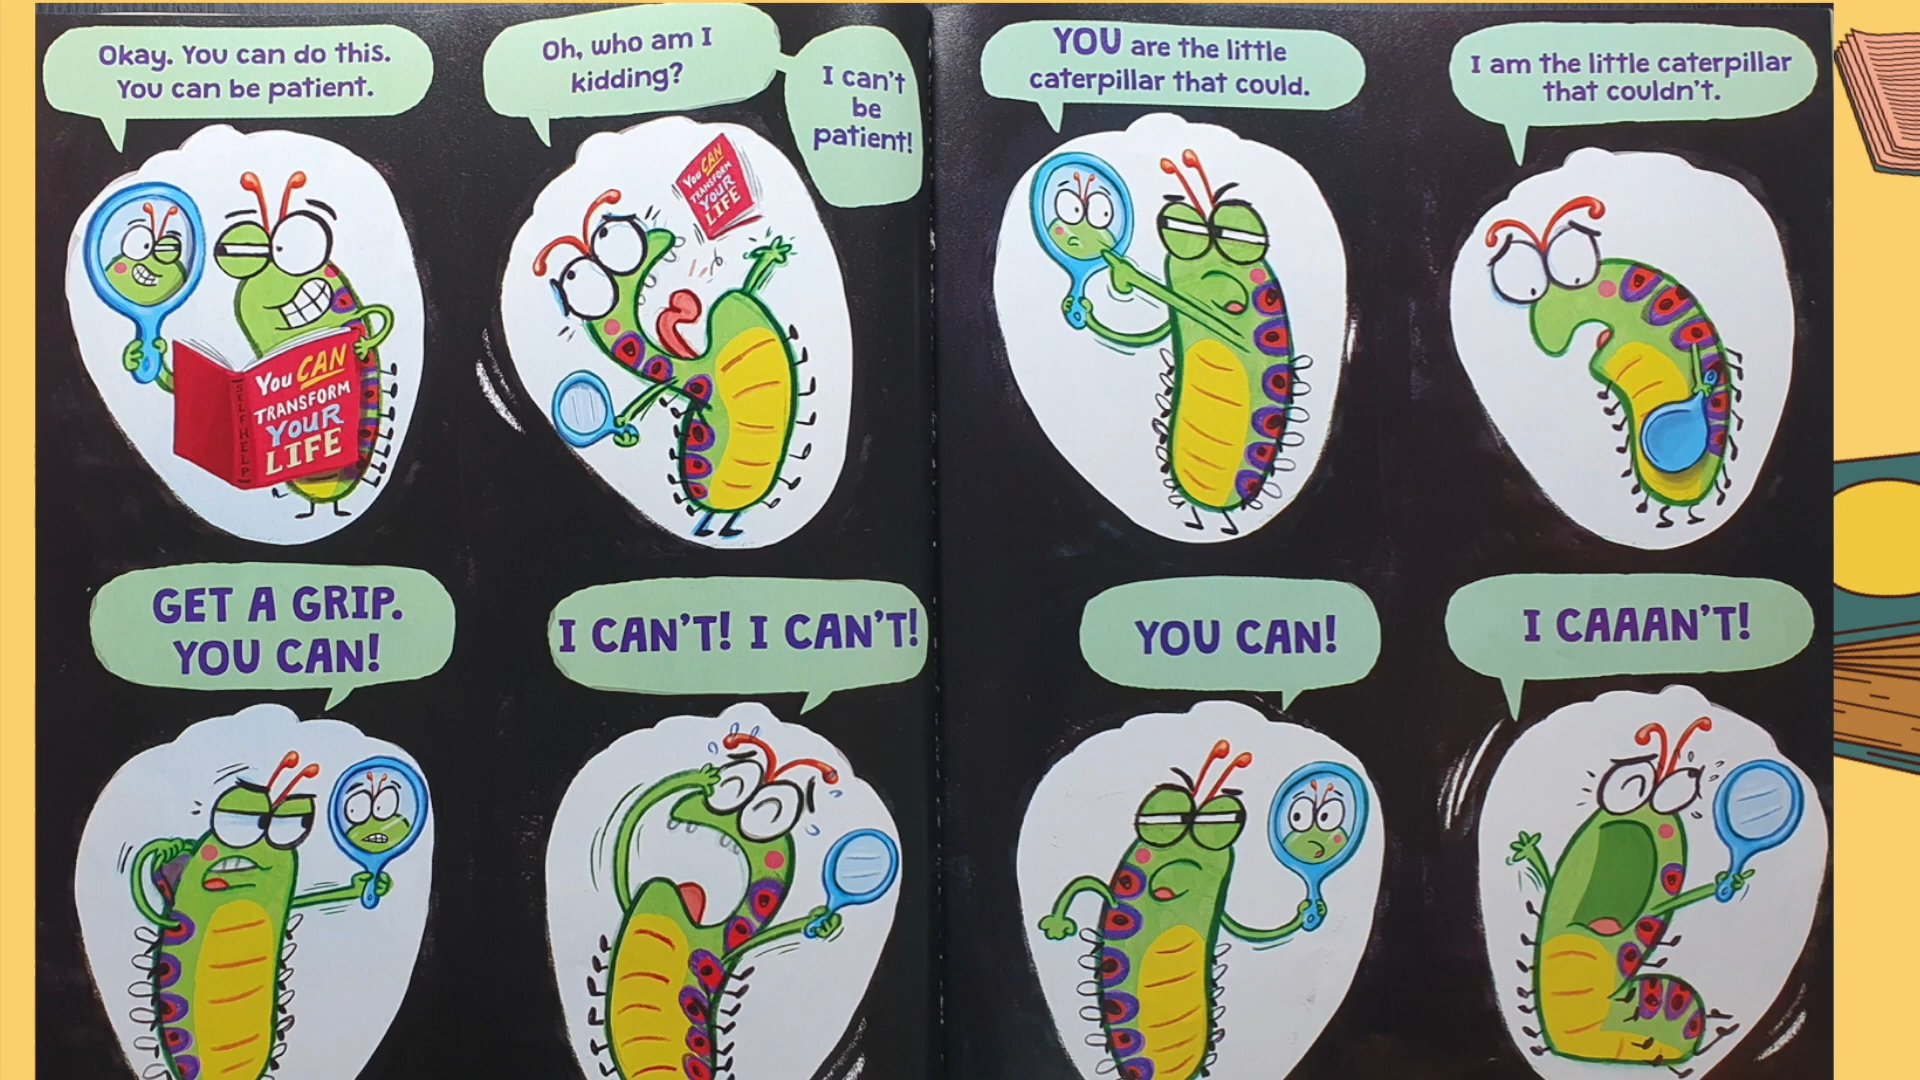 Okay. You can do this.
You can be patient.
Oh, who am I
kidding?
I can't
be
patient!
YOU are the little
caterpillar that could.
I am the little caterpillar
that couldn't.
SELF HELP
You CAN
TRANSFORM
YOUR
LIFE
You CAN
TRANSFORM
YOUR
LIFE
GET A GRIP.
YOU CAN!
I CAN'T! I CAN'T!
YOU CAN!
I CAAAN'T!